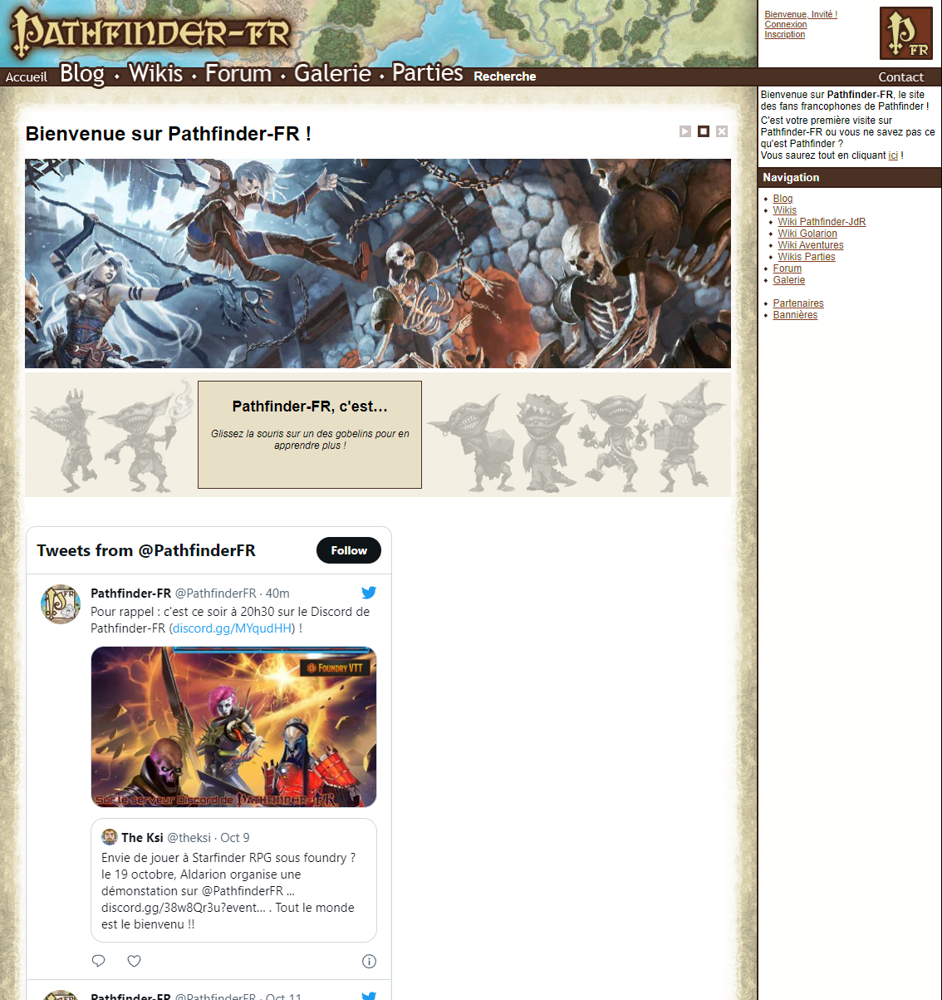 PATHFINDER-FR
Bienvenue, Invité !
Connexion
Inscription
P
FR
Accueil Blog • Wikis • Forum • Galerie • Parties Recherche Contact
Bienvenue sur Pathfinder-FR, le site
des fans francophones de Pathfinder !
C'est votre première visite sur
Pathfinder-FR ou vous ne savez pas ce
qu'est Pathfinder ?
Vous saurez tout en cliquant ici !
Navigation
Blog
Wikis
Wiki Pathfinder-JdR
Wiki Golarion
Wiki Aventures
Wikis Parties
Forum
Galerie
Partenaires
Bannières
Bienvenue sur Pathfinder-FR !
Pathfinder-FR, c'est…
Glissez la souris sur un des gobelins pour en
apprendre plus !
Tweets from @PathfinderFR
Follow
Pathfinder-FR @PathfinderFR · 40m
Pour rappel : c'est ce soir à 20h30 sur le Discord de
Pathfinder-FR (discord.gg/MYqudHH) !
FOUNDRY VTT
Sur le serveur Discord de PATHFINDER-FR
The Ksi @theksi · Oct 9
Envie de jouer à Starfinder RPG sous foundry ?
le 19 octobre, Aldarion organise une
démonstation sur @PathfinderFR ...
discord.gg/38w8Qr3u?event… . Tout le monde
est le bienvenu !!
Pathfinder-FR @PathfinderFR · Oct 11